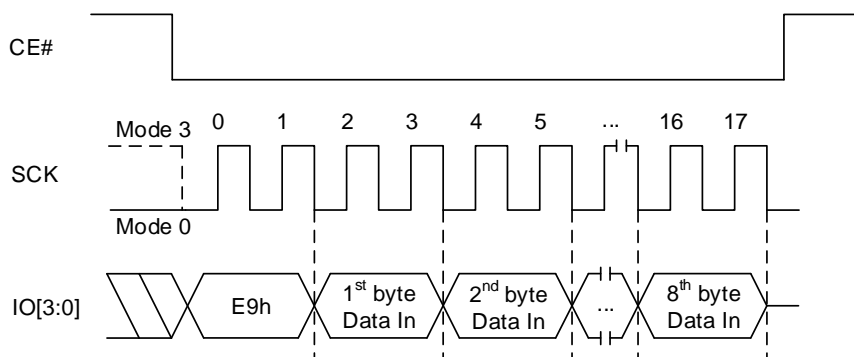 CE#
Mode 3
0 1 2 3 4 5 ... 16 17
SCK
Mode 0
IO[3:0]
E9h
1st byte
Data In
2nd byte
Data In
...
8th byte
Data In